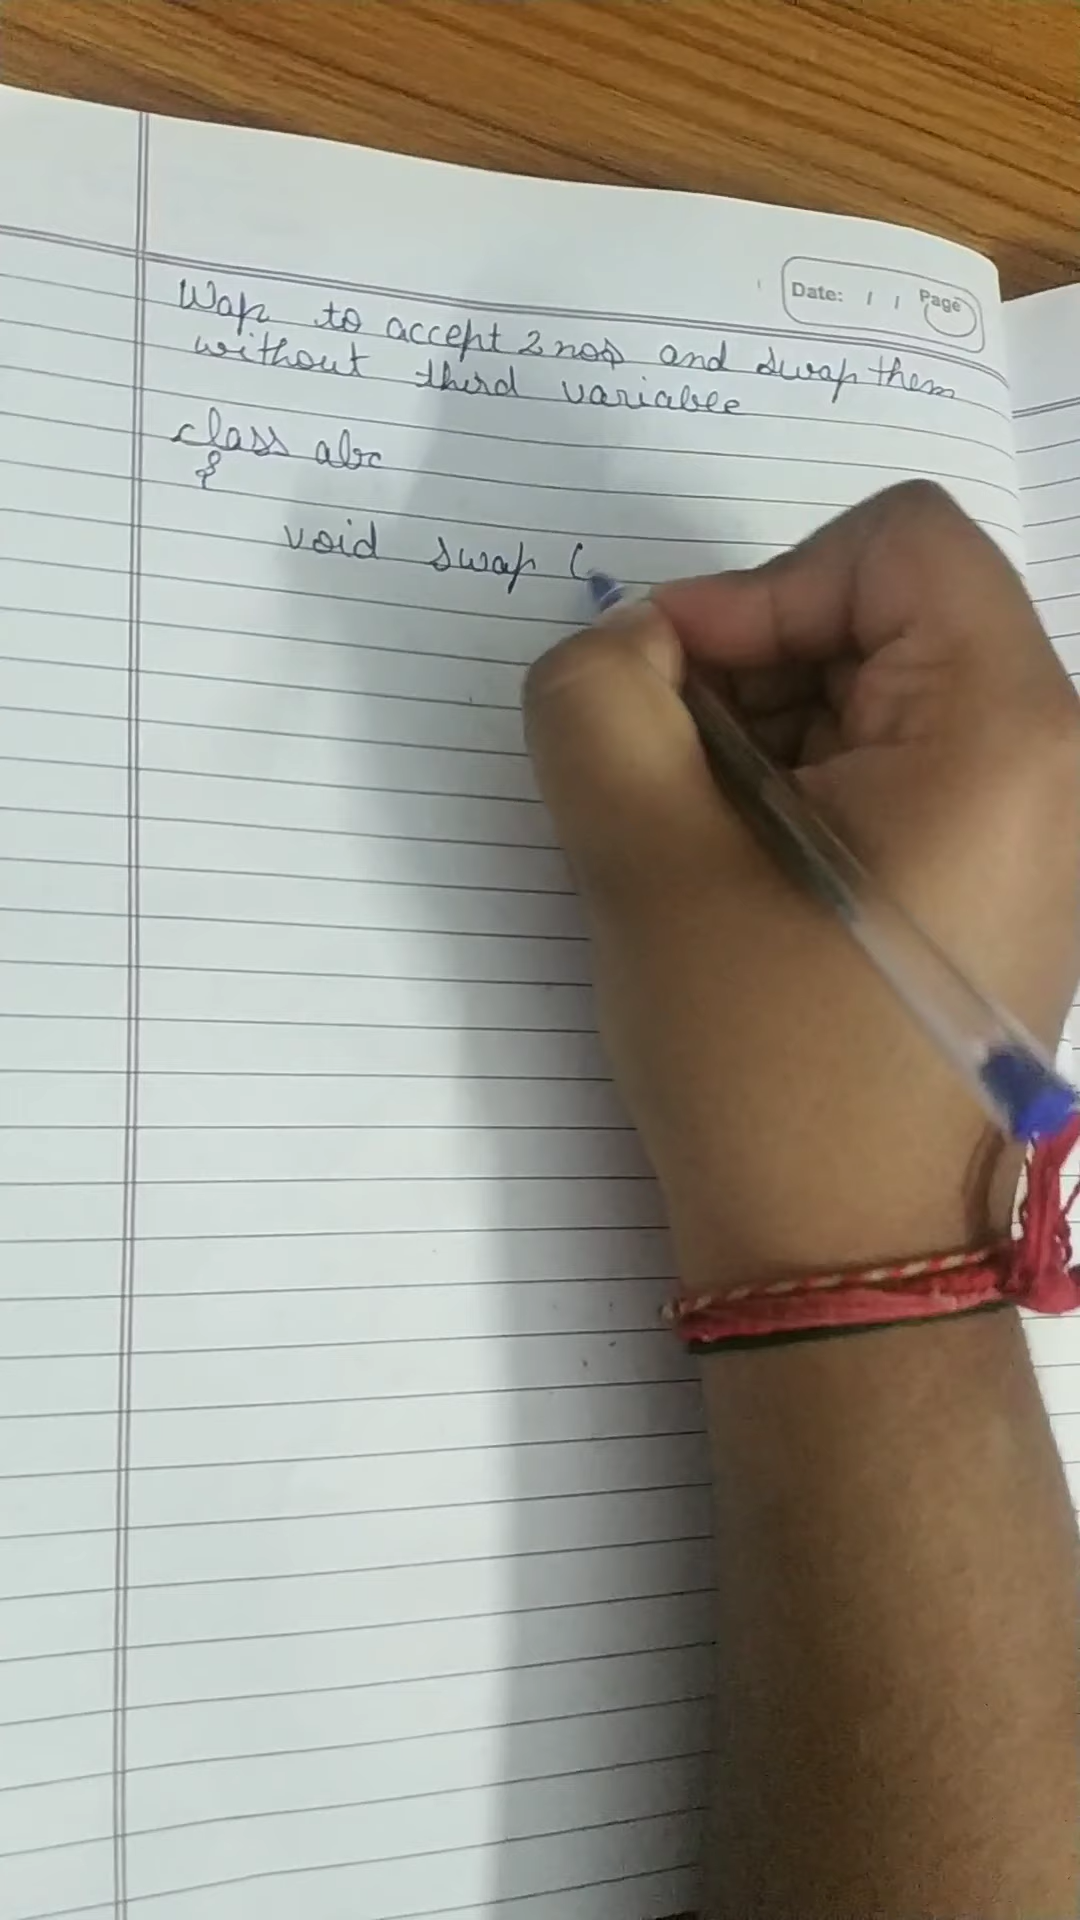 Date: / / Page
Wap to accept 2 nos and swap them
without third variable
class abc
{
void swap (